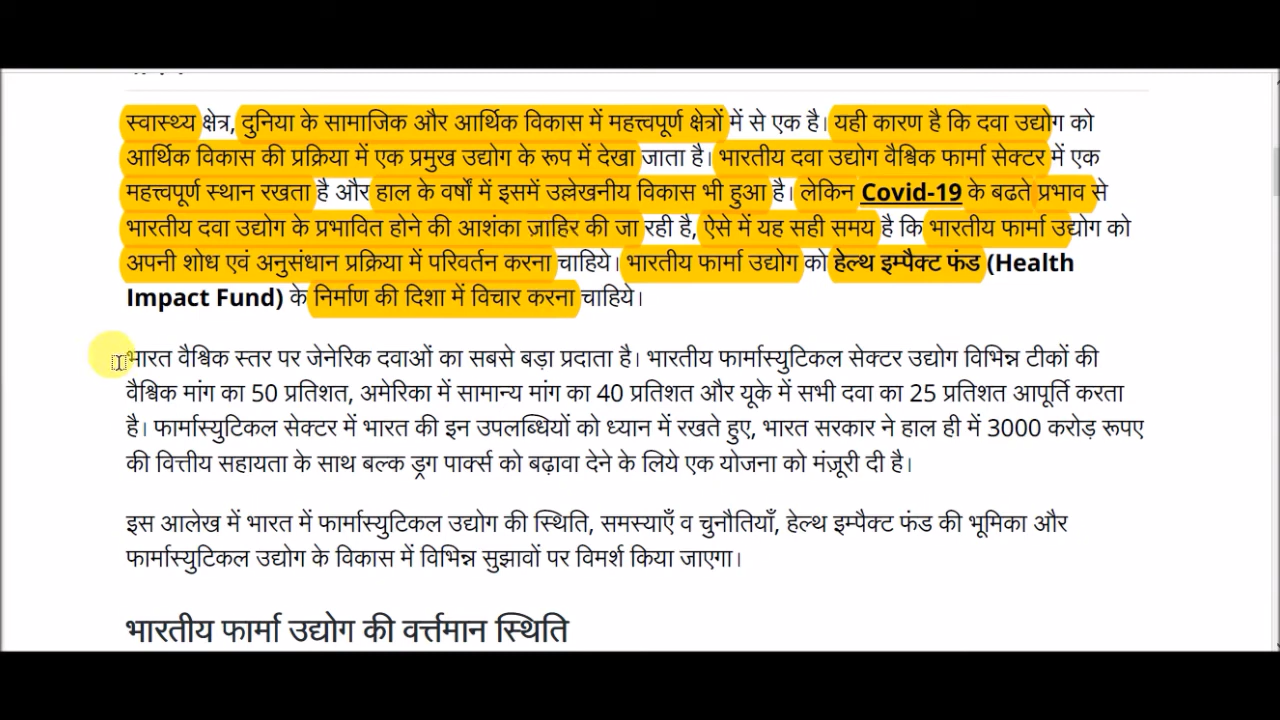 स्वास्थ्य क्षेत्र, दुनिया के सामाजिक और आर्थिक विकास में महत्त्वपूर्ण क्षेत्रों में से एक है। यही कारण है कि दवा उद्योग को
आर्थिक विकास की प्रक्रिया में एक प्रमुख उद्योग के रूप में देखा जाता है। भारतीय दवा उद्योग वैश्विक फार्मा सेक्टर में एक
महत्त्वपूर्ण स्थान रखता है और हाल के वर्षों में इसमें उल्लेखनीय विकास भी हुआ है। लेकिन Covid-19 के बढते प्रभाव से
भारतीय दवा उद्योग के प्रभावित होने की आशंका ज़ाहिर की जा रही है, ऐसे में यह सही समय है कि भारतीय फार्मा उद्योग को
अपनी शोध एवं अनुसंधान प्रक्रिया में परिवर्तन करना चाहिये। भारतीय फार्मा उद्योग को हेल्थ इम्पैक्ट फंड (Health
Impact Fund) के निर्माण की दिशा में विचार करना चाहिये।
भारत वैश्विक स्तर पर जेनेरिक दवाओं का सबसे बड़ा प्रदाता है। भारतीय फार्मास्युटिकल सेक्टर उद्योग विभिन्न टीकों की
वैश्विक मांग का 50 प्रतिशत, अमेरिका में सामान्य मांग का 40 प्रतिशत और यूके में सभी दवा का 25 प्रतिशत आपूर्ति करता
है। फार्मास्युटिकल सेक्टर में भारत की इन उपलब्धियों को ध्यान में रखते हुए, भारत सरकार ने हाल ही में 3000 करोड़ रूपए
की वित्तीय सहायता के साथ बल्क ड्रग पार्क्स को बढ़ावा देने के लिये एक योजना को मंज़ूरी दी है।
इस आलेख में भारत में फार्मास्युटिकल उद्योग की स्थिति, समस्याएँ व चुनौतियाँ, हेल्थ इम्पैक्ट फंड की भूमिका और
फार्मास्युटिकल उद्योग के विकास में विभिन्न सुझावों पर विमर्श किया जाएगा।
भारतीय फार्मा उद्योग की वर्त्तमान स्थिति